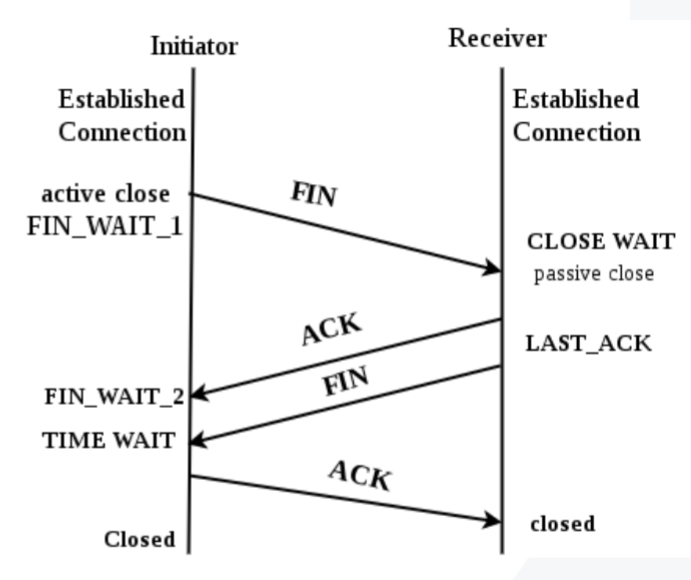 Initiator
Receiver
Established
Connection
Established
Connection
active close
FIN_WAIT_1
FIN
CLOSE WAIT
passive close
ACK
LAST_ACK
FIN
FIN_WAIT_2
TIME WAIT
ACK
closed
Closed